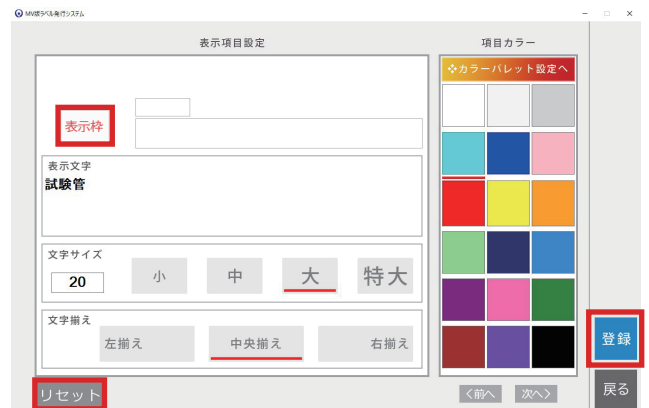 MV版ラベル発行システム
表示項目設定
項目カラー
❖カラーパレット設定へ
表示枠
表示文字
試験管
文字サイズ
20
小
中
大
特大
文字揃え
左揃え
中央揃え
右揃え
登録
リセット
〈前へ
次へ〉
戻る